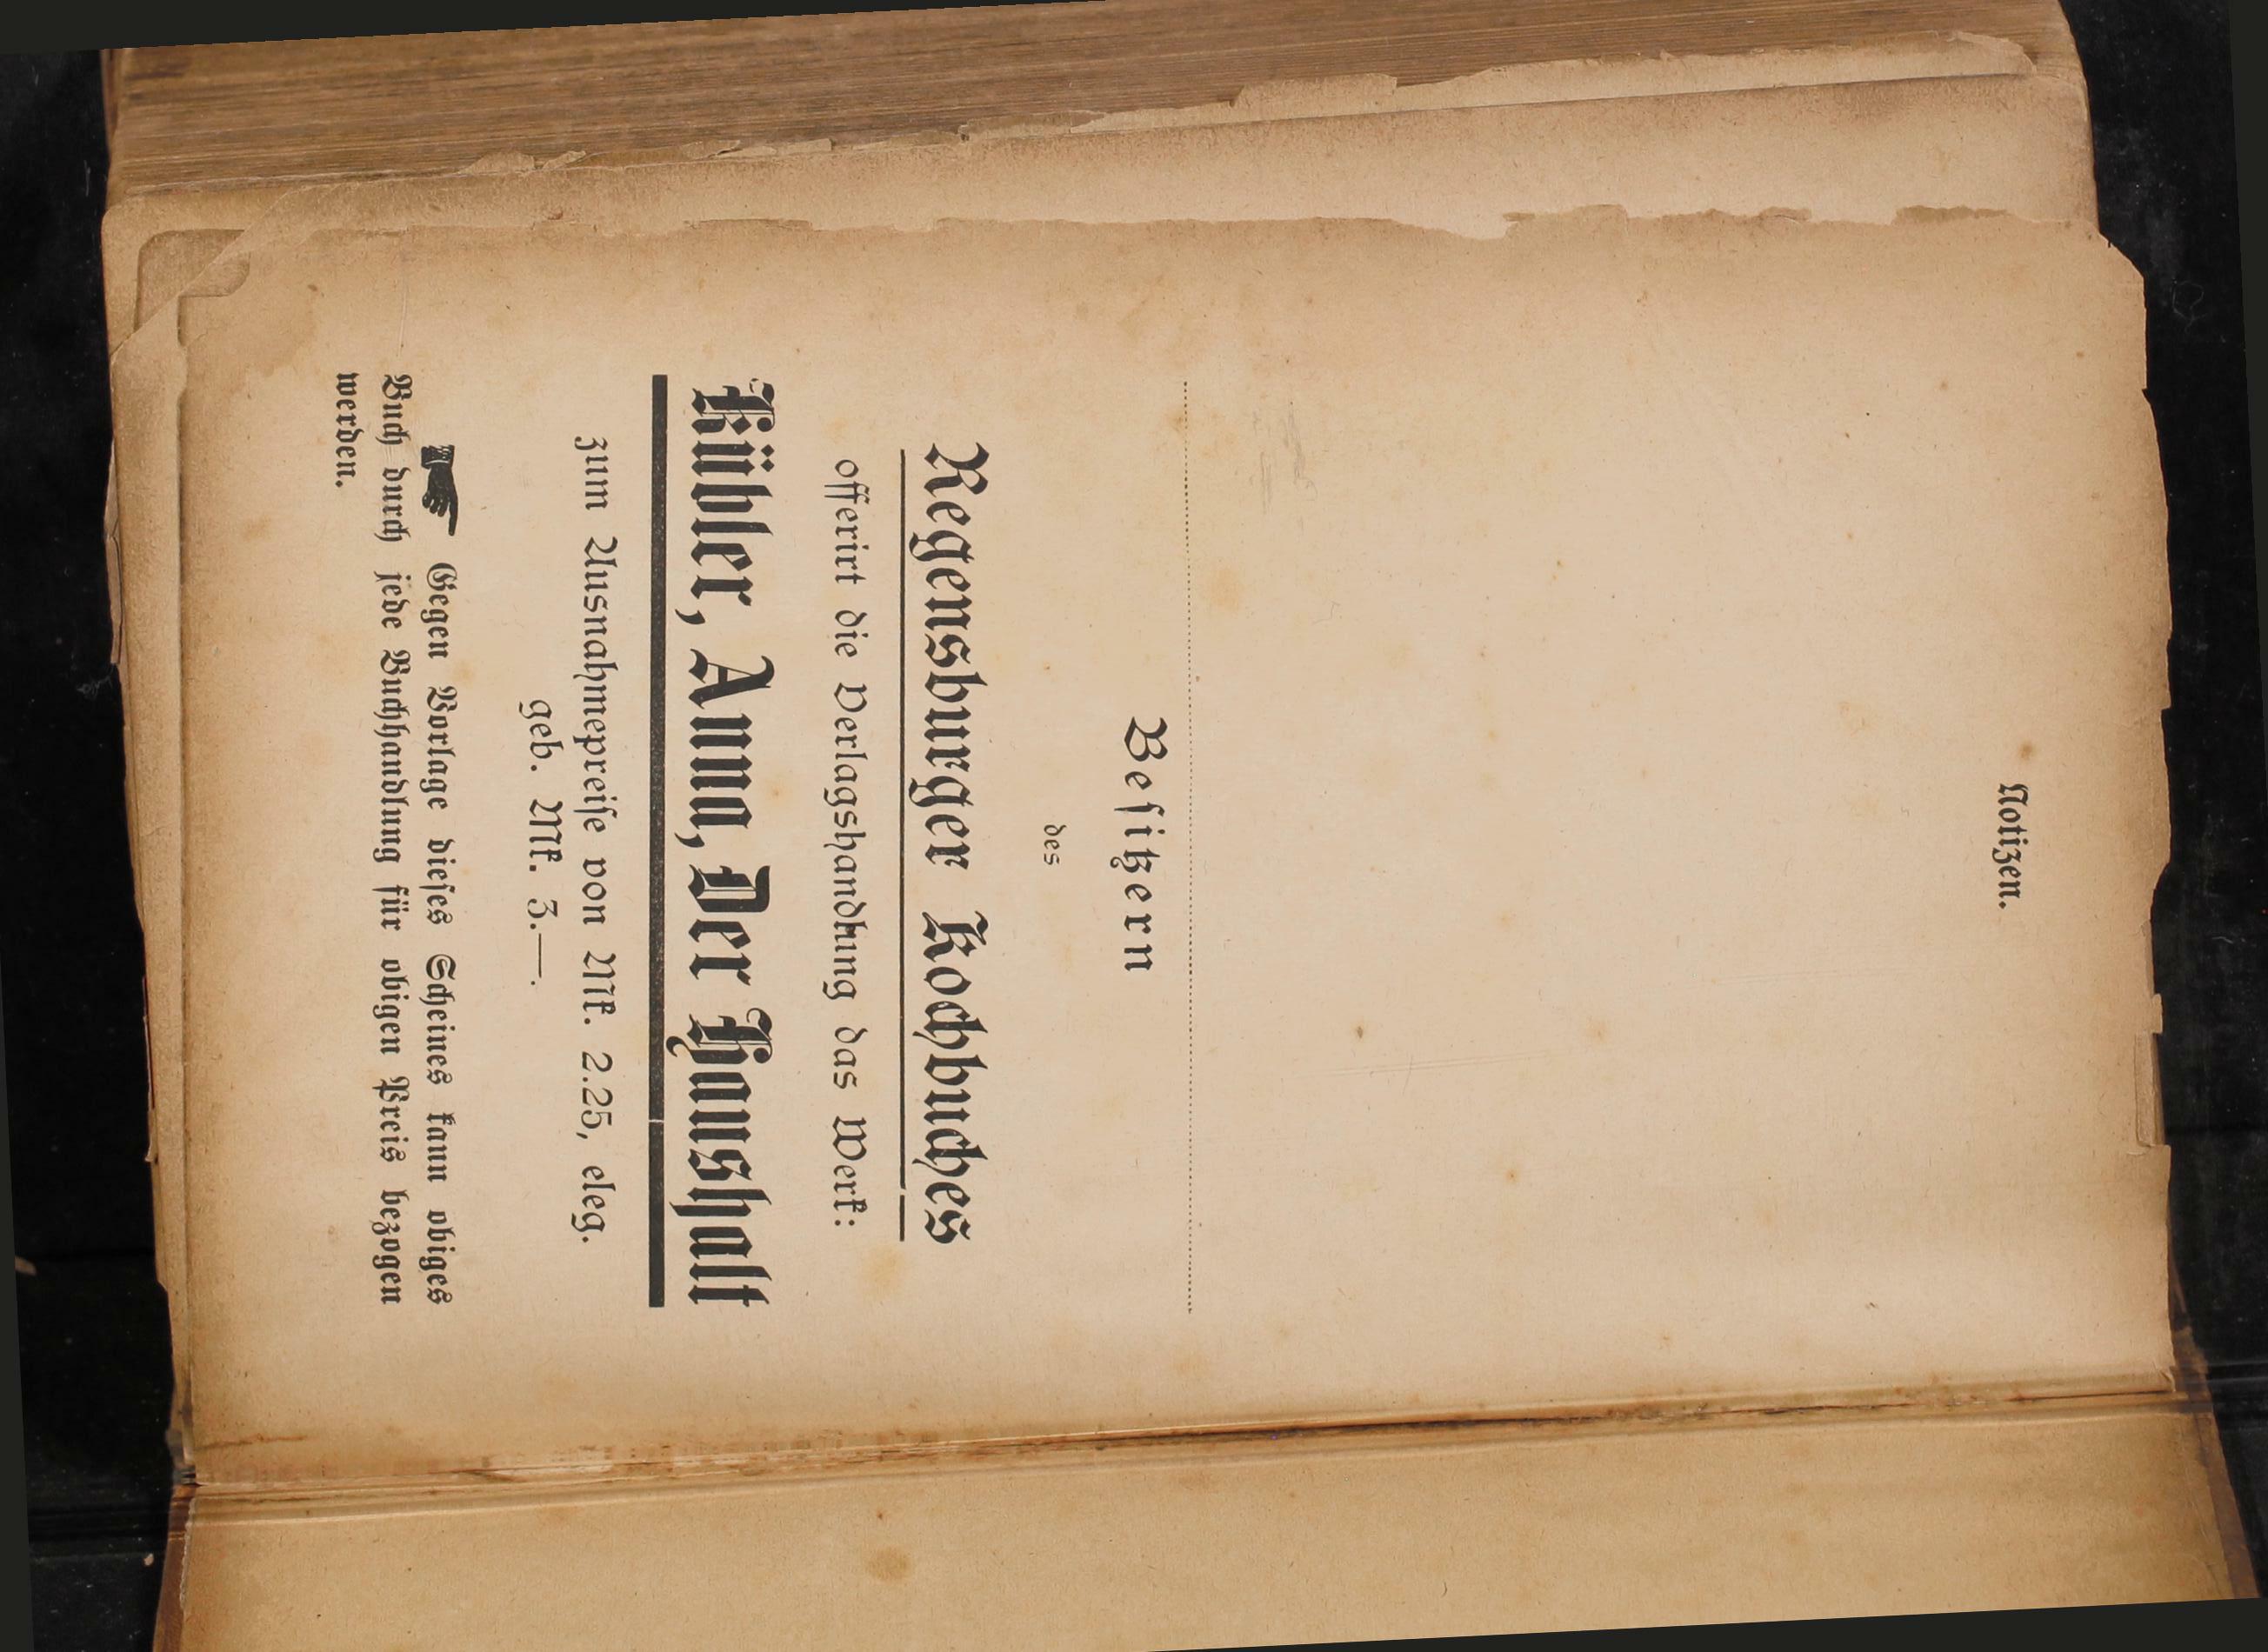 Notizen.
Besitzern
des
Regensburger Kochbuches
offerirt die Verlagshandlung das Werk:
Kübler, Anna, Der Haushalt
zum Ausnahmepreise von Mk. 2.25, eleg.
geb. Mk. 3.—.
Gegen Vorlage dieses Scheines kann obiges
Buch durch jede Buchhandlung für obigen Preis bezogen
werden.